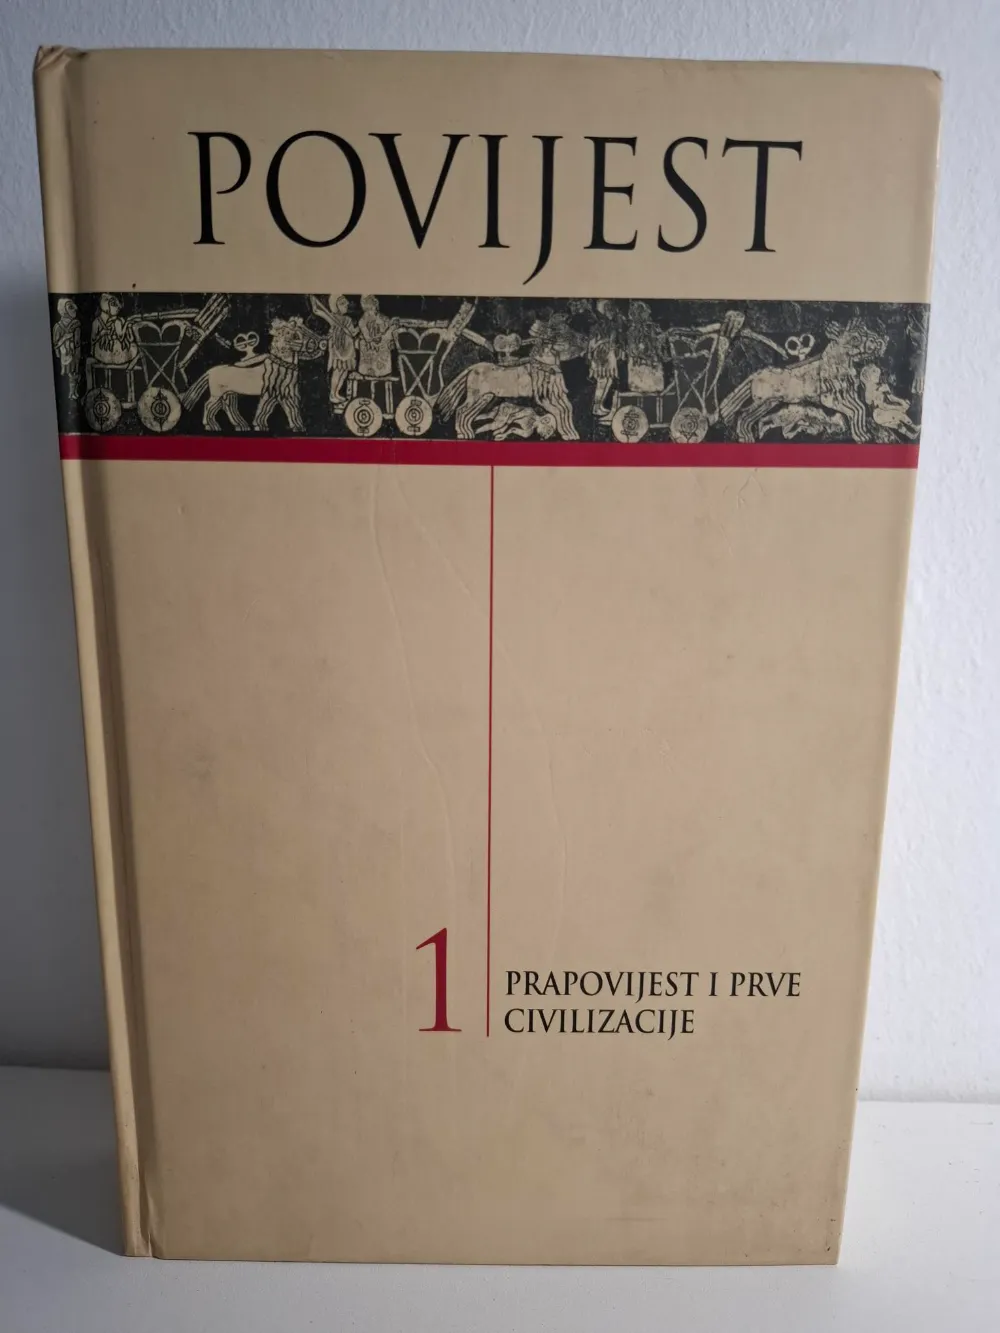 POVIJEST
1
PRAPOVIJEST I PRVE
CIVILIZACIJE